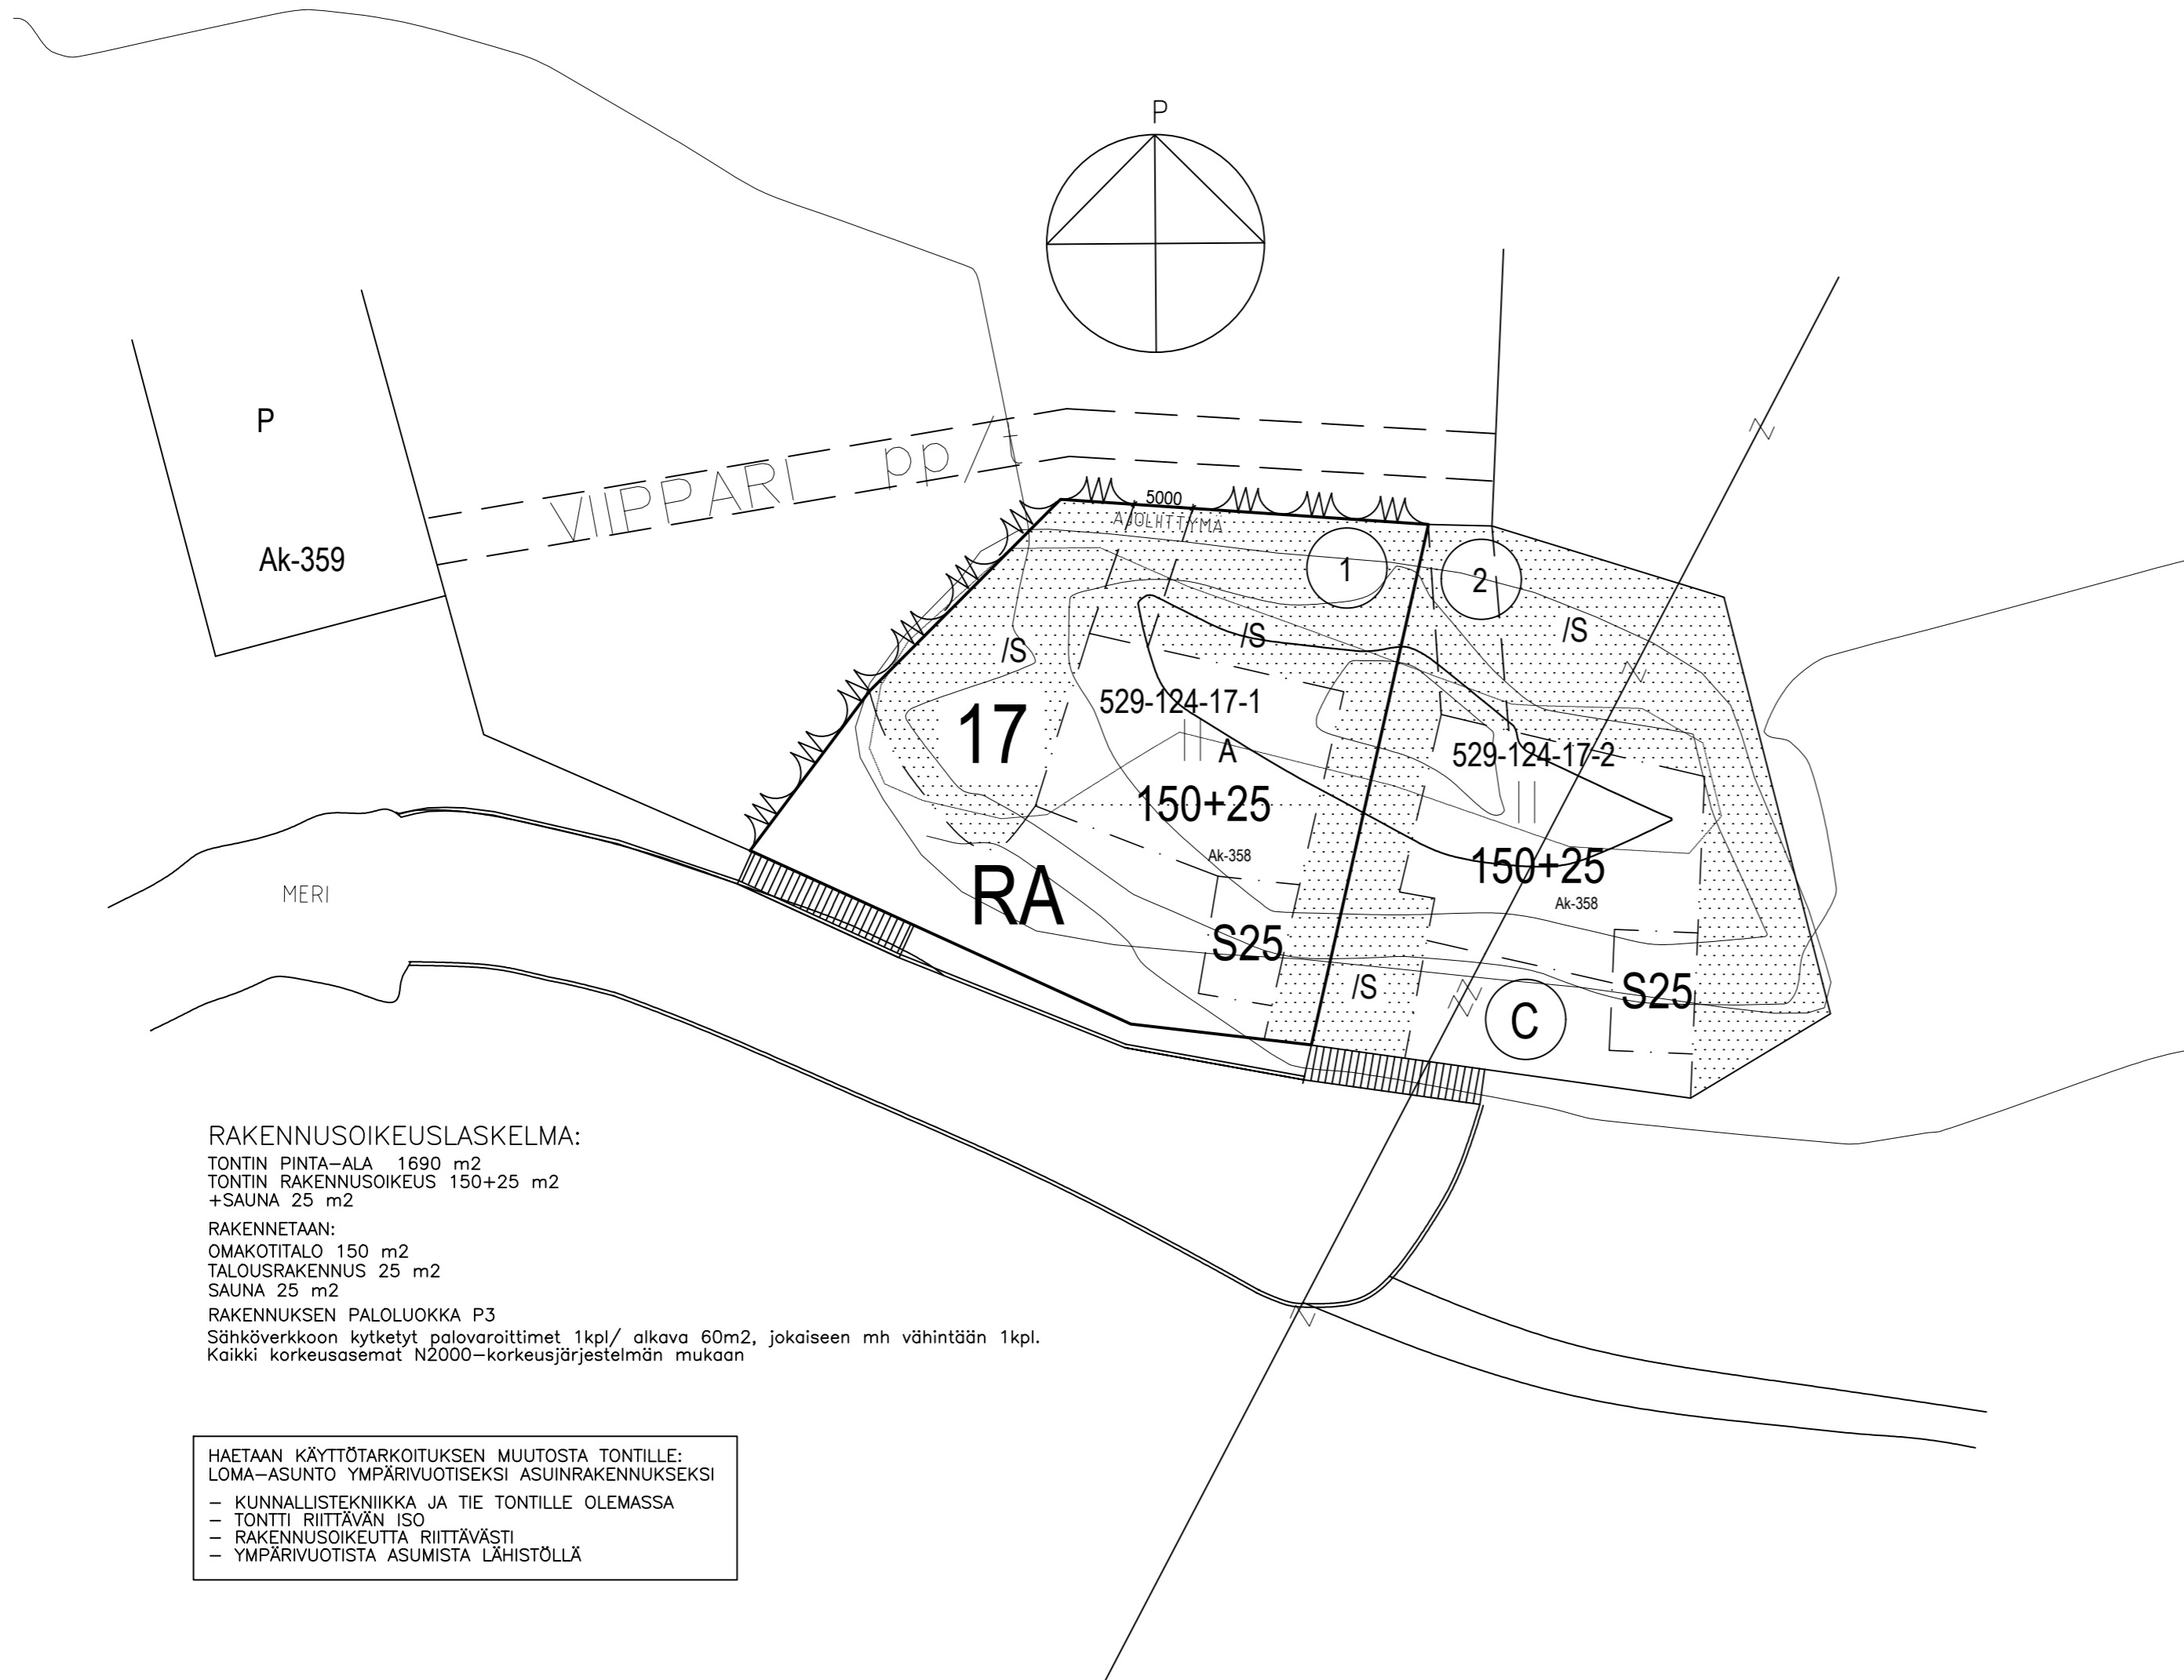 P
P
Ak-359
VIIPPARI pp/t
5000
AJOLIITTYMÄ
1
2
/S
/S
/S
529-124-17-1
17
A
529-124-17-2
150+25
Ak-358
150+25
Ak-358
MERI
RA
S25
/S
S25
C
RAKENNUSOIKEUSLASKELMA:
TONTIN PINTA-ALA 1690 m2
TONTIN RAKENNUSOIKEUS 150+25 m2
+SAUNA 25 m2
RAKENNETAAN:
OMAKOTITALO 150 m2
TALOUSRAKENNUS 25 m2
SAUNA 25 m2
RAKENNUKSEN PALOLUOKKA P3
Sähköverkkoon kytketyt palovaroittimet 1kpl/ alkava 60m2, jokaiseen mh vähintään 1kpl.
Kaikki korkeusasemat N2000-korkeusjärjestelmän mukaan
HAETAAN KÄYTTÖTARKOITUKSEN MUUTOSTA TONTILLE:
LOMA-ASUNTO YMPÄRIVUOTISEKSI ASUINRAKENNUKSEKSI
- KUNNALLISTEKNIIKKA JA TIE TONTILLE OLEMASSA
- TONTTI RIITTÄVÄN ISO
- RAKENNUSOIKEUTTA RIITTÄVÄSTI
- YMPÄRIVUOTISTA ASUMISTA LÄHISTÖLLÄ